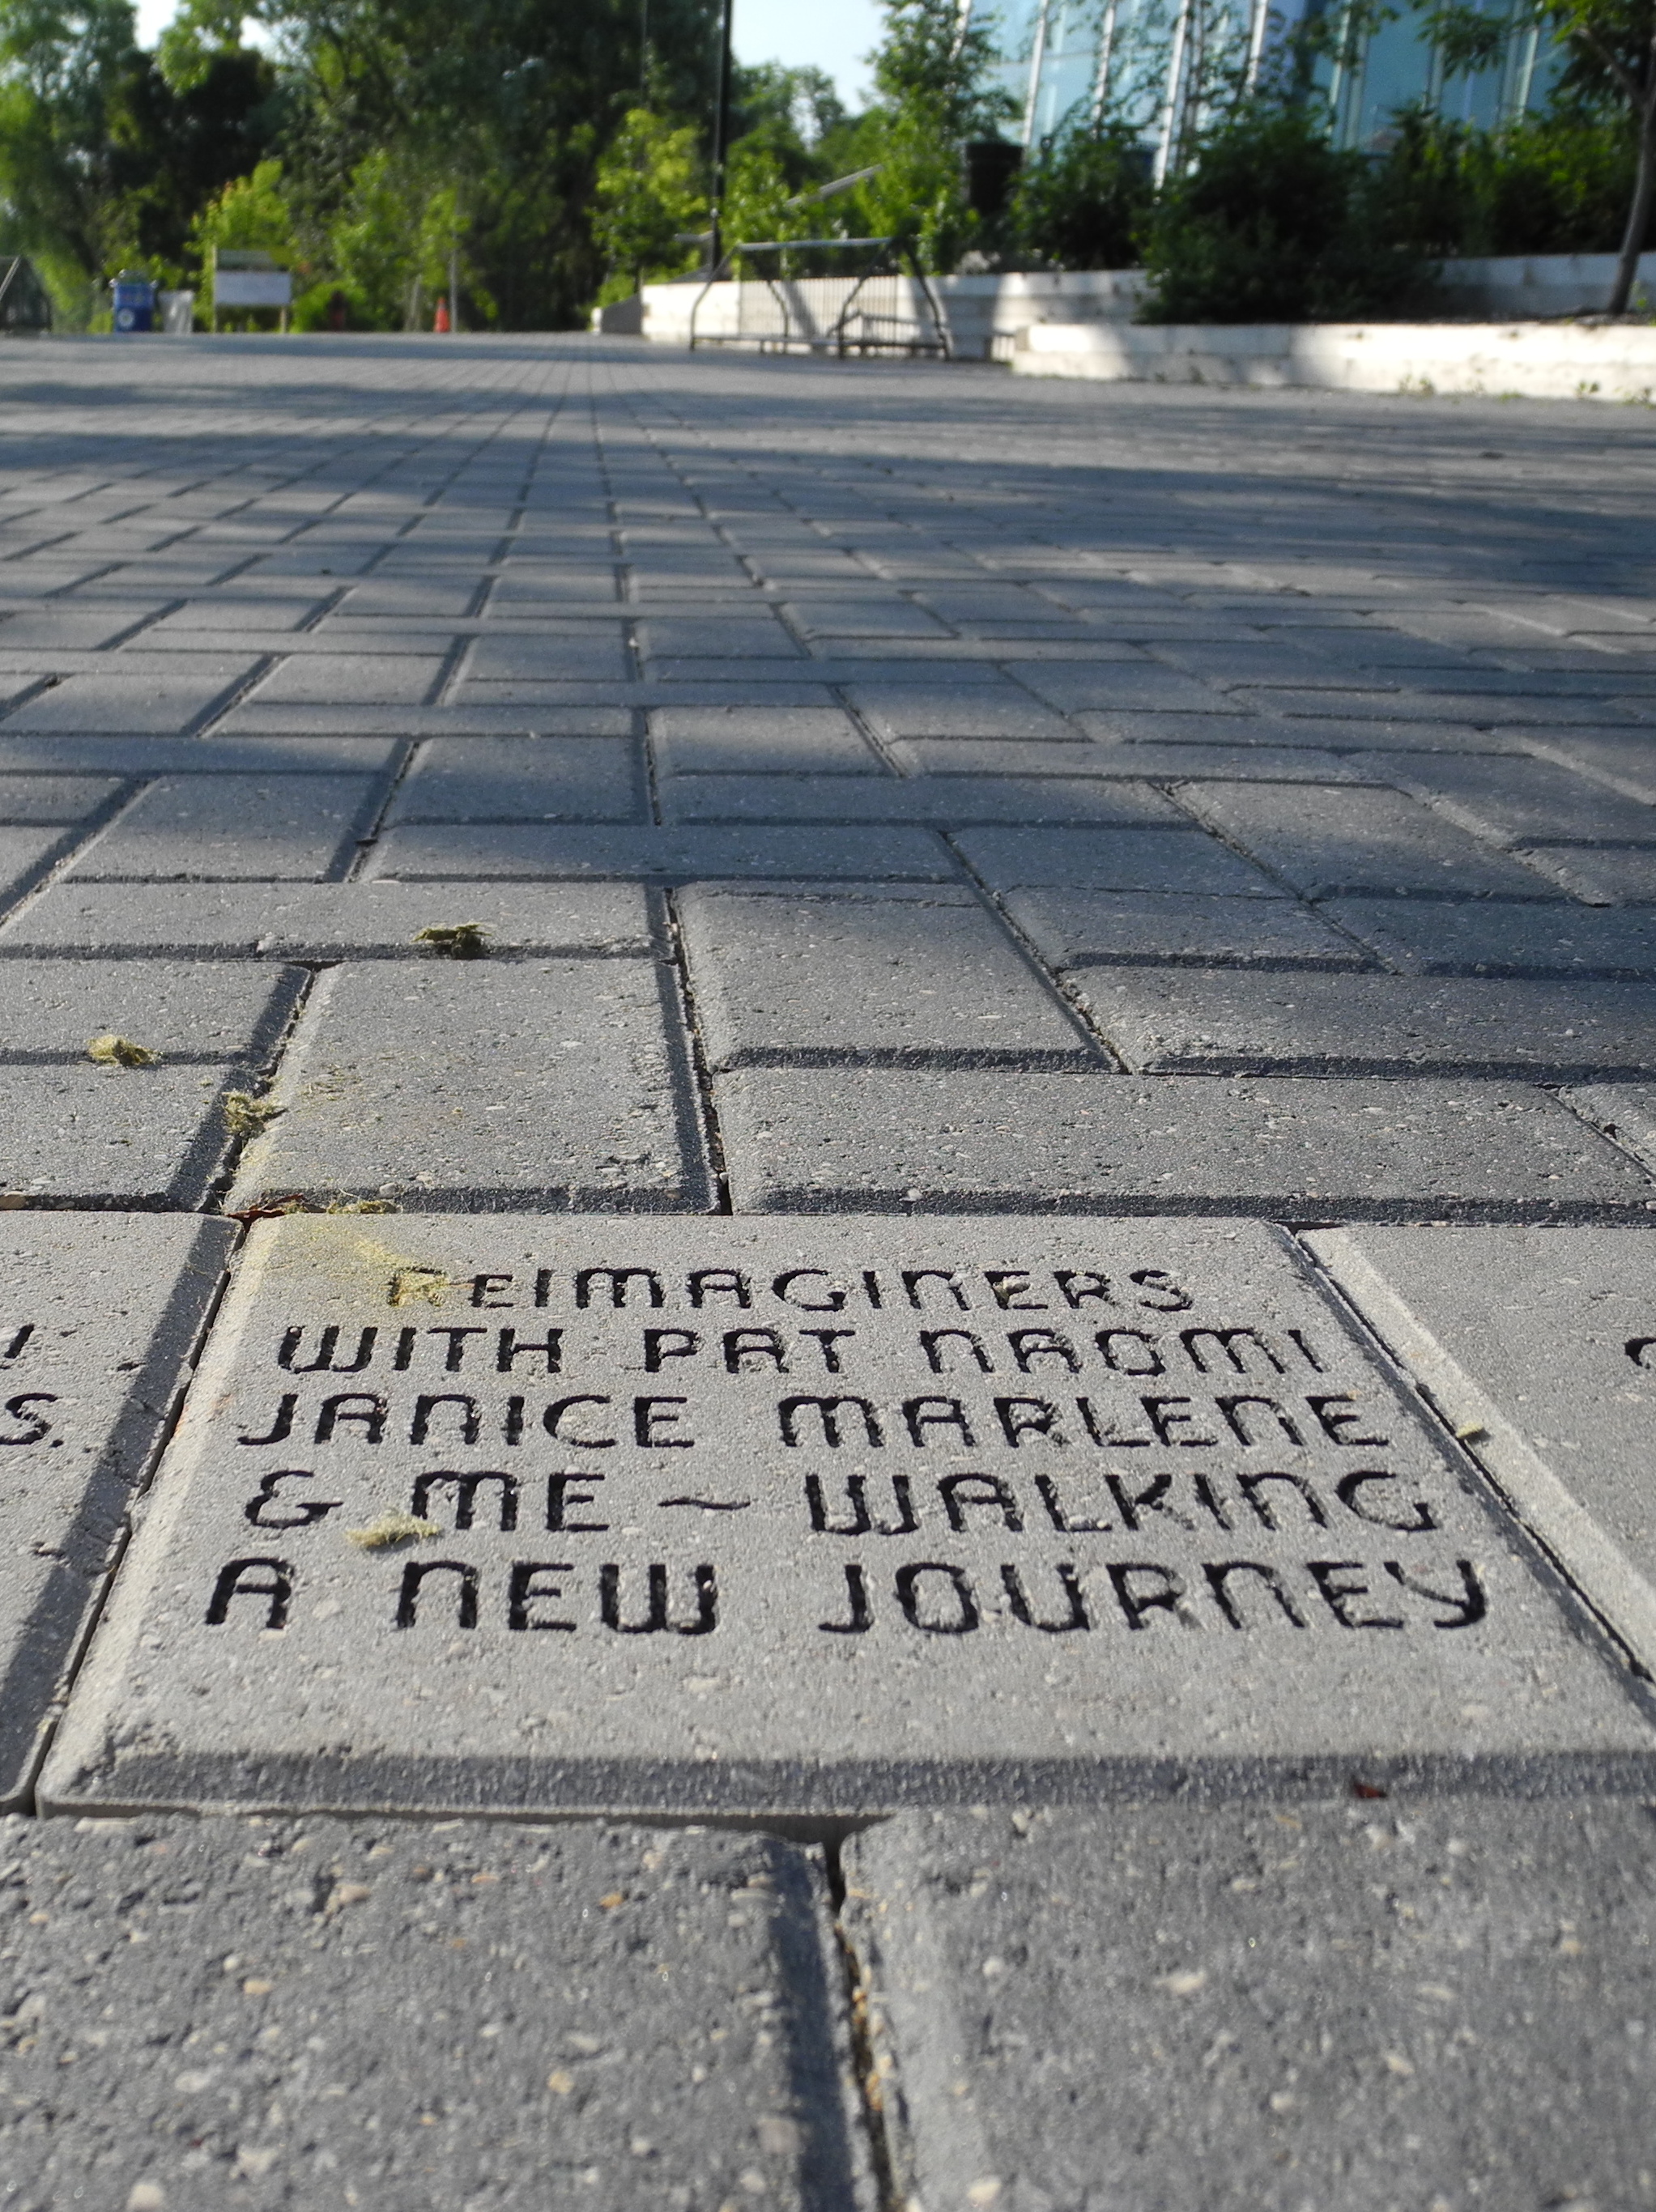 REIMAGINERS
WITH PAT NAOMI
JANICE MARLENE
& ME ~ WALKING
A NEW JOURNEY
S.